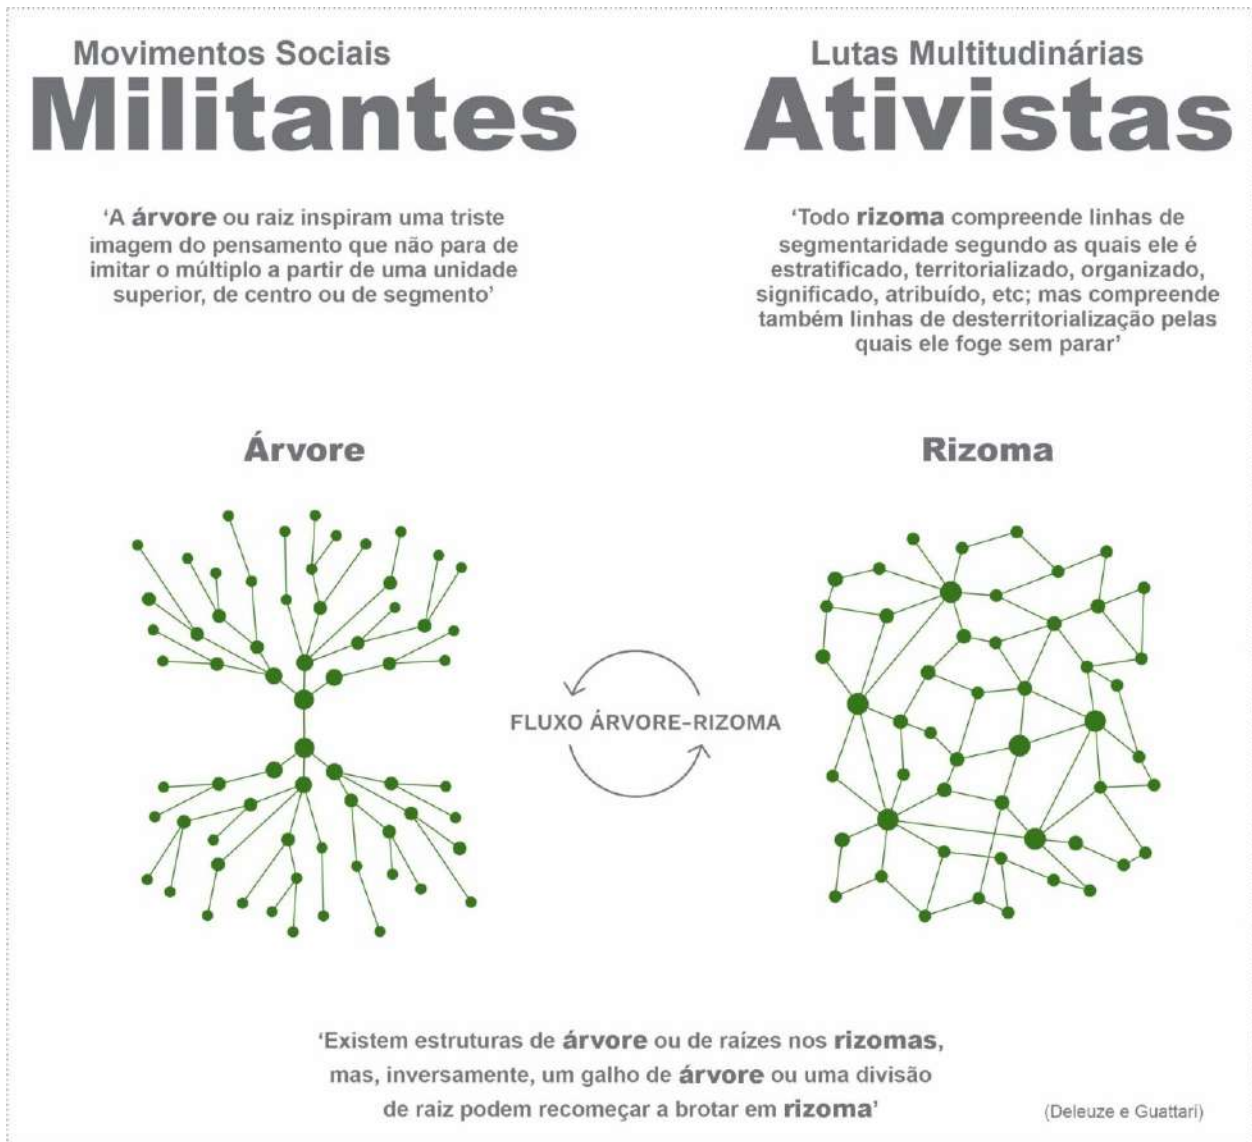 Movimentos Sociais
Militantes
'A árvore ou raiz inspiram uma triste
imagem do pensamento que não para de
imitar o múltiplo a partir de uma unidade
superior, de centro ou de segmento'
Lutas Multitudinárias
Ativistas
'Todo rizoma compreende linhas de
segmentaridade segundo as quais ele é
estratificado, territorializado, organizado,
significado, atribuído, etc; mas compreende
também linhas de desterritorialização pelas
quais ele foge sem parar'
Árvore
Rizoma
FLUXO ÁRVORE-RIZOMA
'Existem estruturas de árvore ou de raízes nos rizomas,
mas, inversamente, um galho de árvore ou uma divisão
de raiz podem recomeçar a brotar em rizoma'
(Deleuze e Guattari)